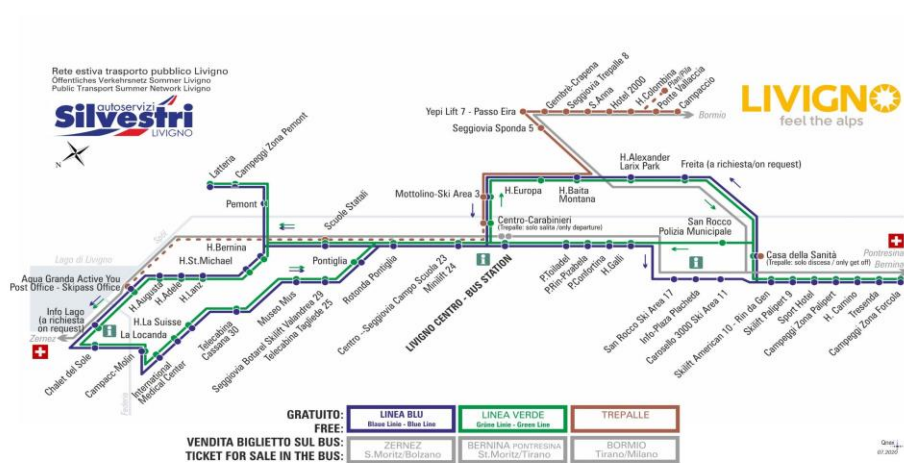 Rete estiva trasporto pubblico Livigno
Öffentliches Verkehrsnetz Sommer Livigno
Public Transport Summer Network Livigno
autoservizi
Silvestri
LIVIGNO
LIVIGNO
feel the alps
Gembrè-Crapena
Seggiovia Trepalle 8
S.Anna
Hotel 2000
H.Colombina
Ponte Vallaccia
Campaccio
Yepi Lift 7 - Passo Eira
Bormio
Seggiovia Sponda 5
Latteria
Campeggi Zona Pemont
Pemont
Scuole Statali
Mottolino-Ski Area 3
H.Europa
H.Baita
Montana
H.Alexander
Larix Park
Freita (a richiesta/on request)
Centro-Carabinieri
(Trepalle: solo salita /only departure)
San Rocco
Polizia Municipale
Casa della Sanità
(Trepalle: solo discesa / only get off)
Pontresina
Bernina
Lago di Livigno
Aqua Granda Active You
Post Office - Skipass Office
H.Bernina
H.St.Michael
H.Augusta
H.Adele
H.Lanz
Info Lago (a
richiesta
on request)
Zernez
Chalet del Sole
Campacc-Molin
H.La Suisse
La Locanda
Federia
International
Medical Center
Telecabina
Cassana 30
Museo Mus
Pontiglia
Seggiovia Botarel Skilift Valandrea 29
Telecabina Tagliede 25
Rotonda Pontiglia
Centro -Seggiovia Campo Scuola 23
Minilift 24
LIVIGNO CENTRO - BUS STATION
P.Toiladel
P.Rin-Pizabela
P.Confortina
H.Galli
San Rocco Ski Area 17
Info-Plaza Placheda
Carosello 3000 Ski Area 11
Skilift American 10 - Rin da Gen
Skilift Palipert 9
Sport Hotel
Campeggi Zona Palipert
H. Camino
Tresenda
Campeggi Zona Forcola
GRATUITO:
FREE:
LINEA BLU
Blaue Linie - Blue Line
LINEA VERDE
Grüne Linie - Green Line
TREPALLE
VENDITA BIGLIETTO SUL BUS:
TICKET FOR SALE IN THE BUS:
ZERNEZ
S.Moritz/Bolzano
BERNINA PONTRESINA
St.Moritz/Tirano
BORMIO
Tirano/Milano